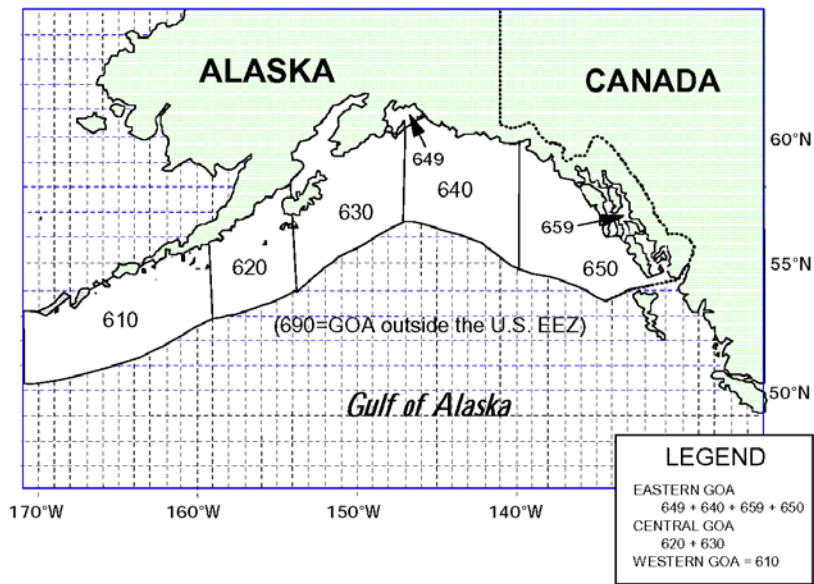 ALASKA
CANADA
60°N
649
640
630
659
620
650
55°N
610
(690=GOA outside the U.S. EEZ)
Gulf of Alaska
50°N
170°W
160°W
150°W
140°W
LEGEND
EASTERN GOA
649 + 640 + 659 + 650
CENTRAL GOA
620 + 630
WESTERN GOA = 610